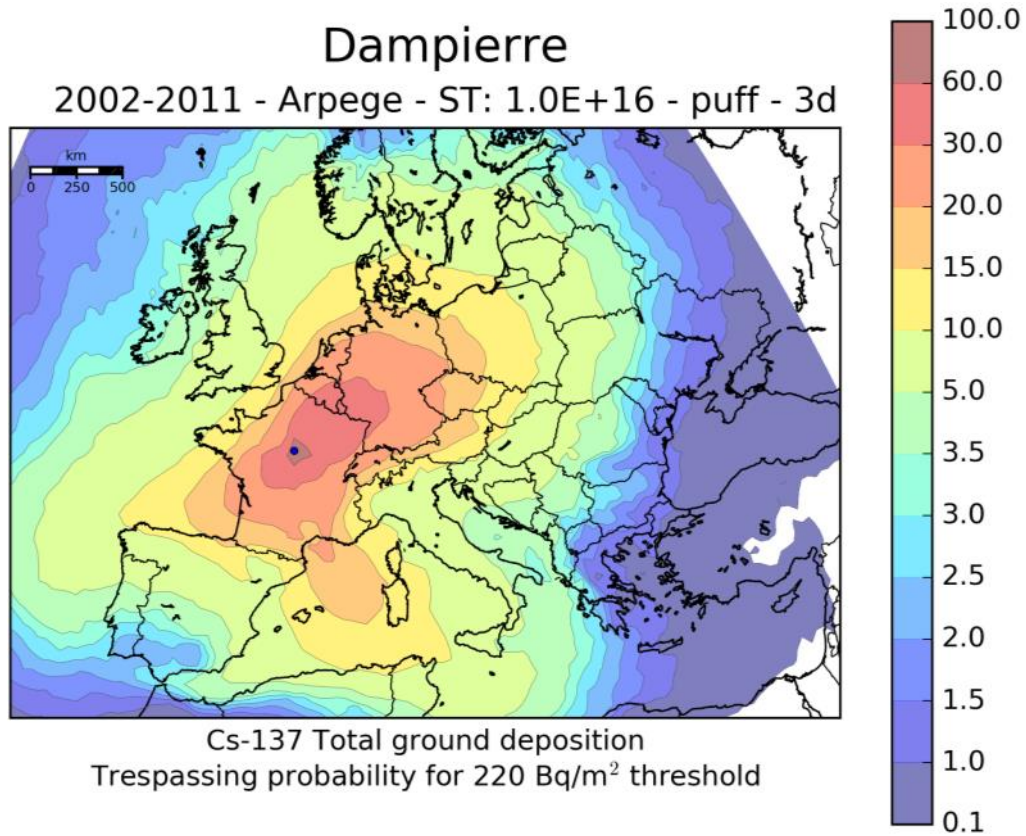 Dampierre
2002-2011 - Arpege - ST: 1.0E+16 - puff - 3d
km
0 250 500
100.0
60.0
30.0
20.0
15.0
10.0
5.0
3.5
3.0
2.5
2.0
1.5
1.0
0.1
Cs-137 Total ground deposition
Trespassing probability for 220 Bq/m² threshold